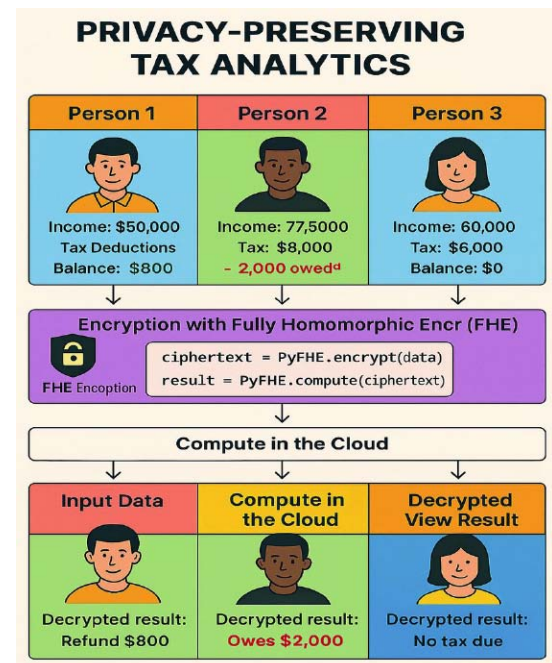 PRIVACY-PRESERVING
TAX ANALYTICS
Person 1
Person 2
Person 3
Income: $50,000
Tax Deductions
Balance: $800
Income: 77,5000
Tax: $8,000
- 2,000 owedᵈ
Income: 60,000
Tax: $6,000
Balance: $0
Encryption with Fully Homomorphic Encr (FHE)
FHE Encoption
ciphertext = PyFHE.encrypt(data)
result = PyFHE.compute(ciphertext)
Compute in the Cloud
Input Data
Compute in
the Cloud
Decrypted
View Result
Decrypted result:
Refund $800
Decrypted result:
Owes $2,000
Decrypted result:
No tax due